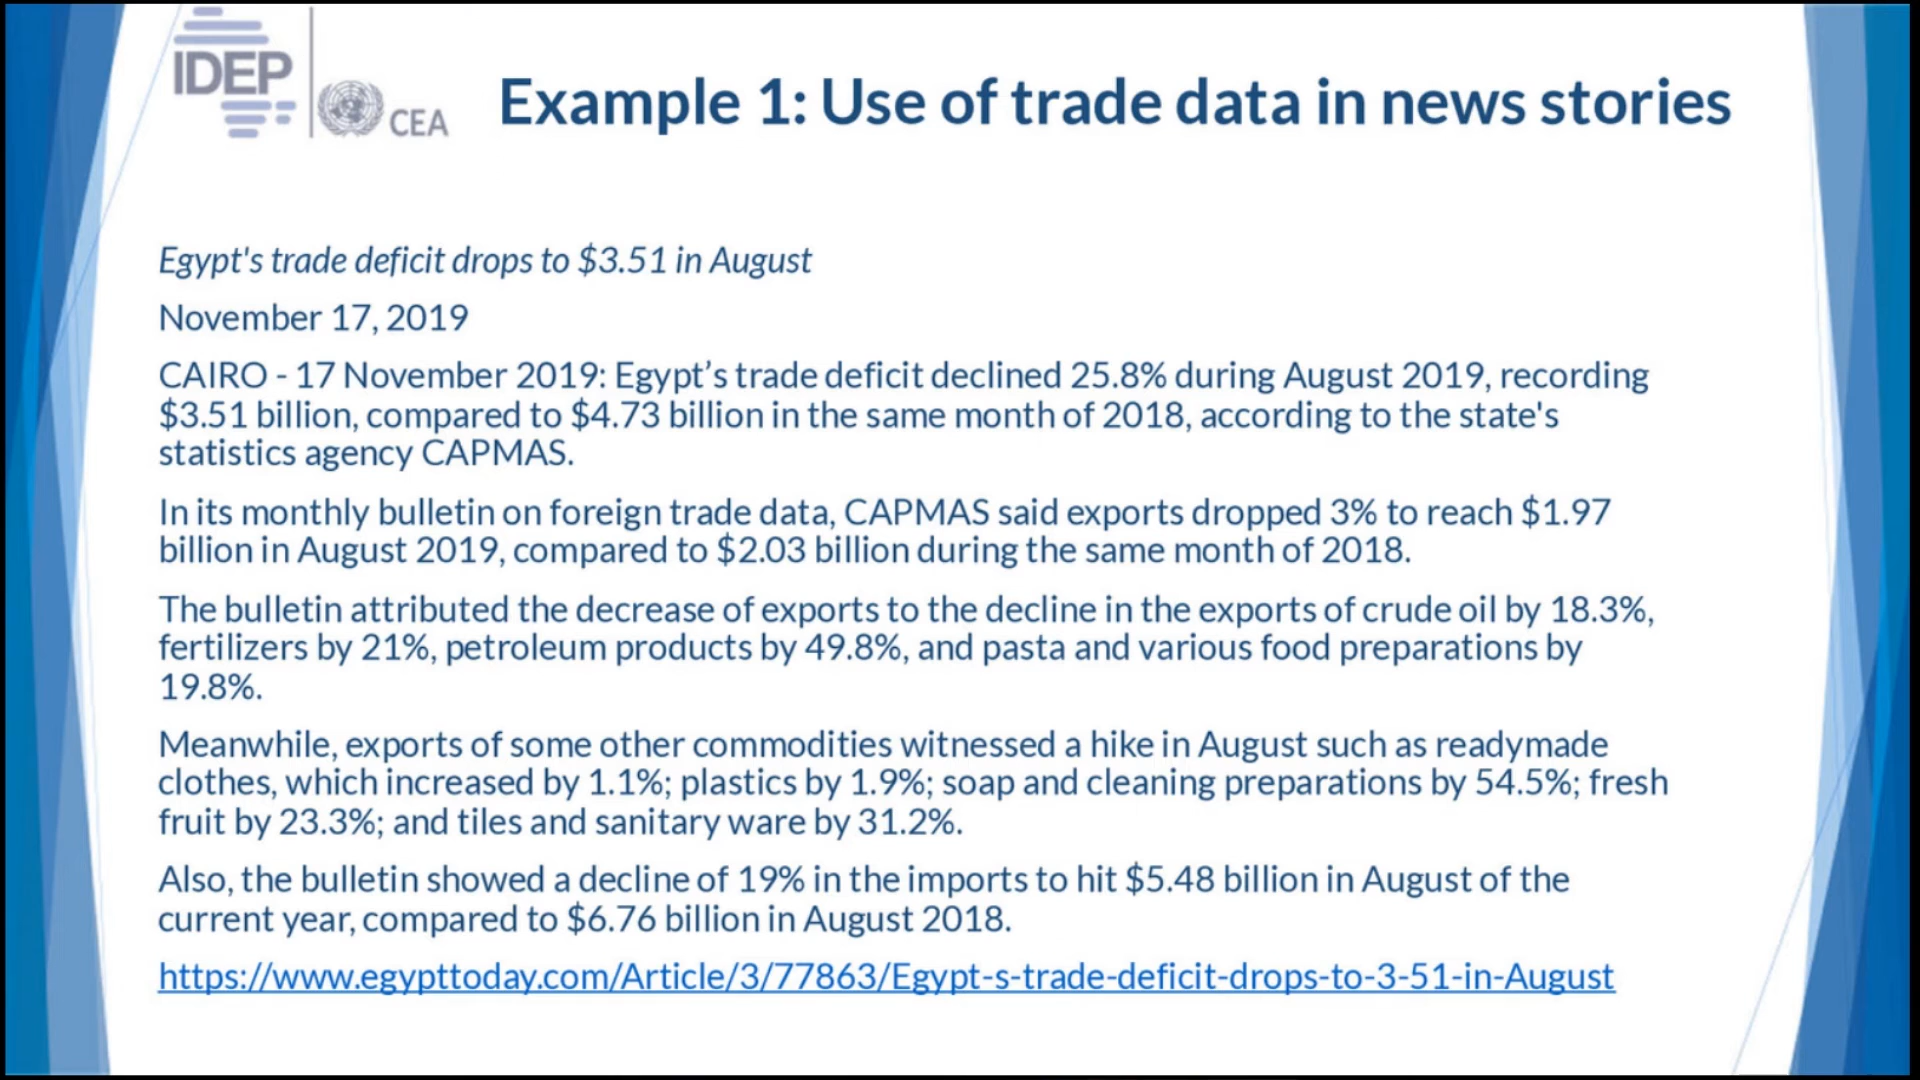 IDEP
CEA
Example 1: Use of trade data in news stories
Egypt's trade deficit drops to $3.51 in August
November 17, 2019
CAIRO - 17 November 2019: Egypt’s trade deficit declined 25.8% during August 2019, recording
$3.51 billion, compared to $4.73 billion in the same month of 2018, according to the state's
statistics agency CAPMAS.
In its monthly bulletin on foreign trade data, CAPMAS said exports dropped 3% to reach $1.97
billion in August 2019, compared to $2.03 billion during the same month of 2018.
The bulletin attributed the decrease of exports to the decline in the exports of crude oil by 18.3%,
fertilizers by 21%, petroleum products by 49.8%, and pasta and various food preparations by
19.8%.
Meanwhile, exports of some other commodities witnessed a hike in August such as readymade
clothes, which increased by 1.1%; plastics by 1.9%; soap and cleaning preparations by 54.5%; fresh
fruit by 23.3%; and tiles and sanitary ware by 31.2%.
Also, the bulletin showed a decline of 19% in the imports to hit $5.48 billion in August of the
current year, compared to $6.76 billion in August 2018.
https://www.egypttoday.com/Article/3/77863/Egypt-s-trade-deficit-drops-to-3-51-in-August